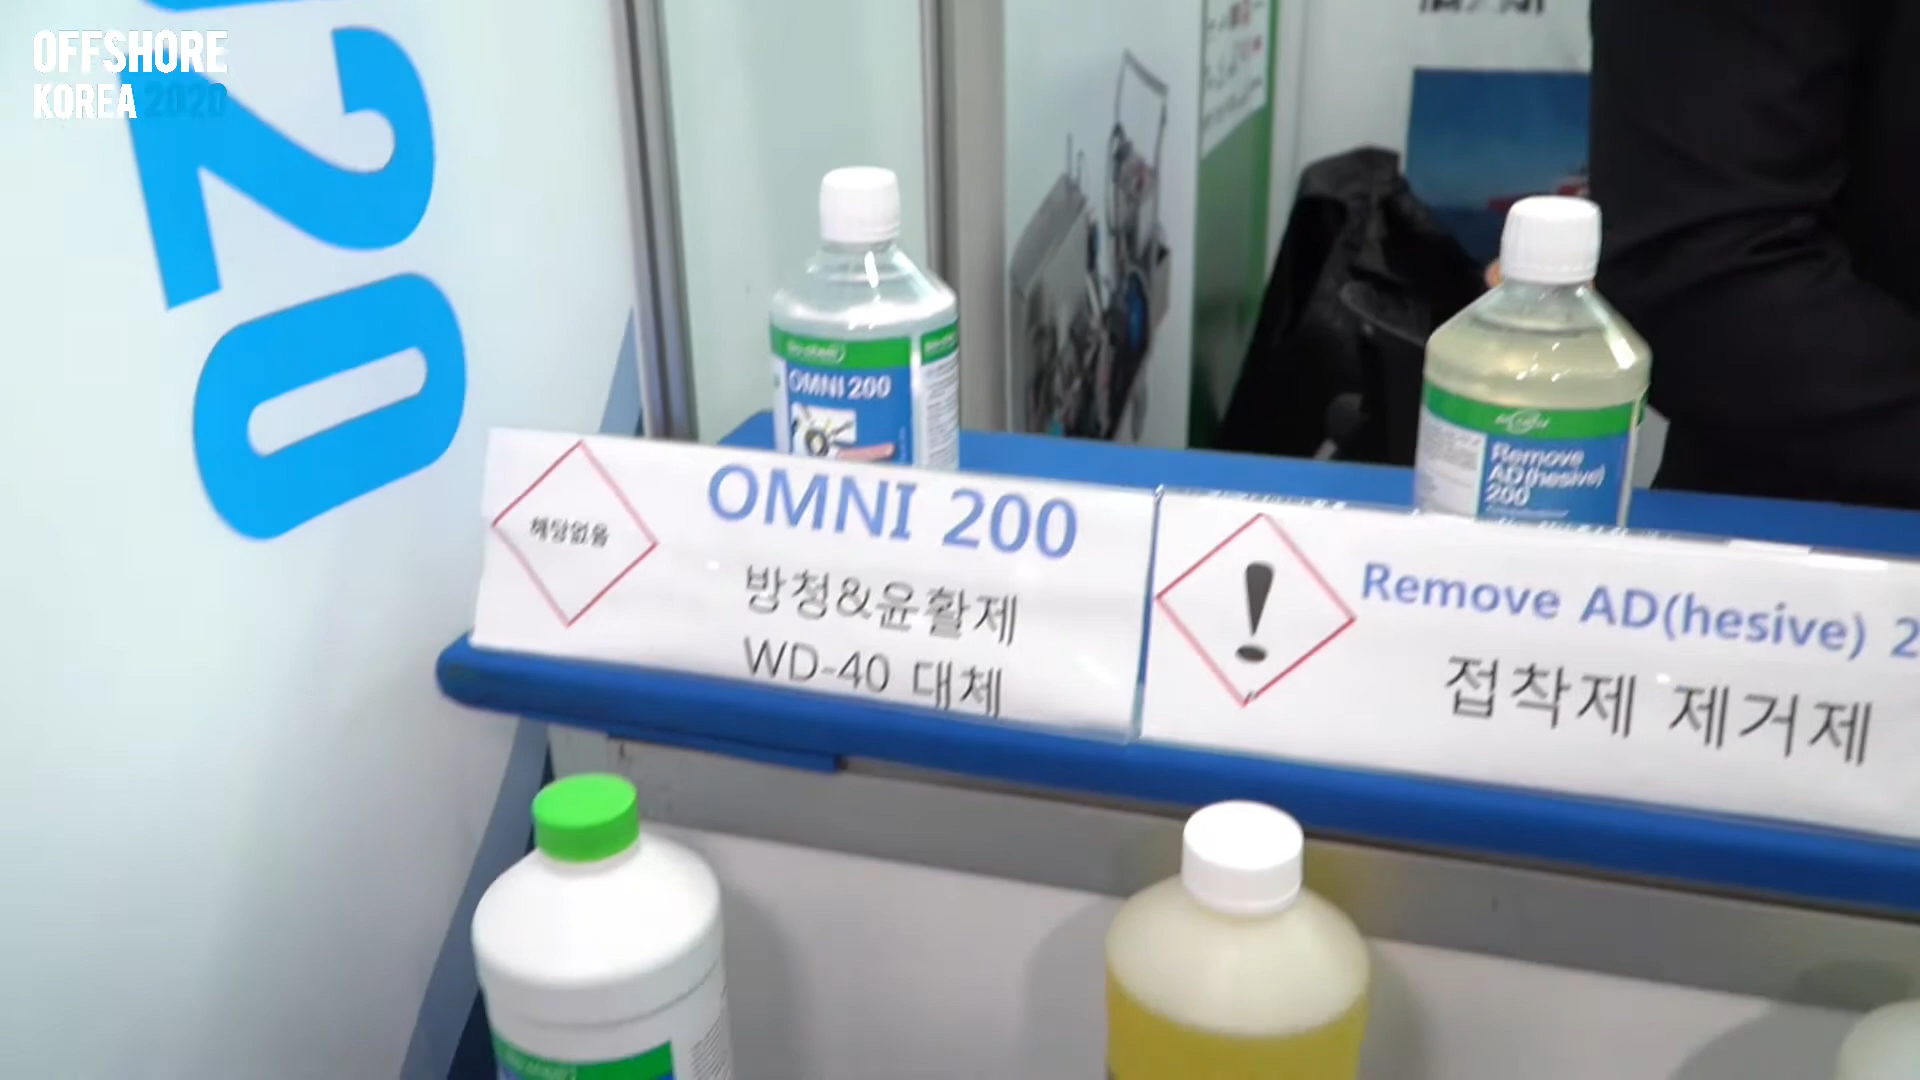 OFFSHORE
KOREA 2020
20
OMNI 200
Remove
AD(hesive)
200
해당없음
OMNI 200
방청&윤활제
WD-40 대체
!
Remove AD(hesive) 2
접착제 제거제